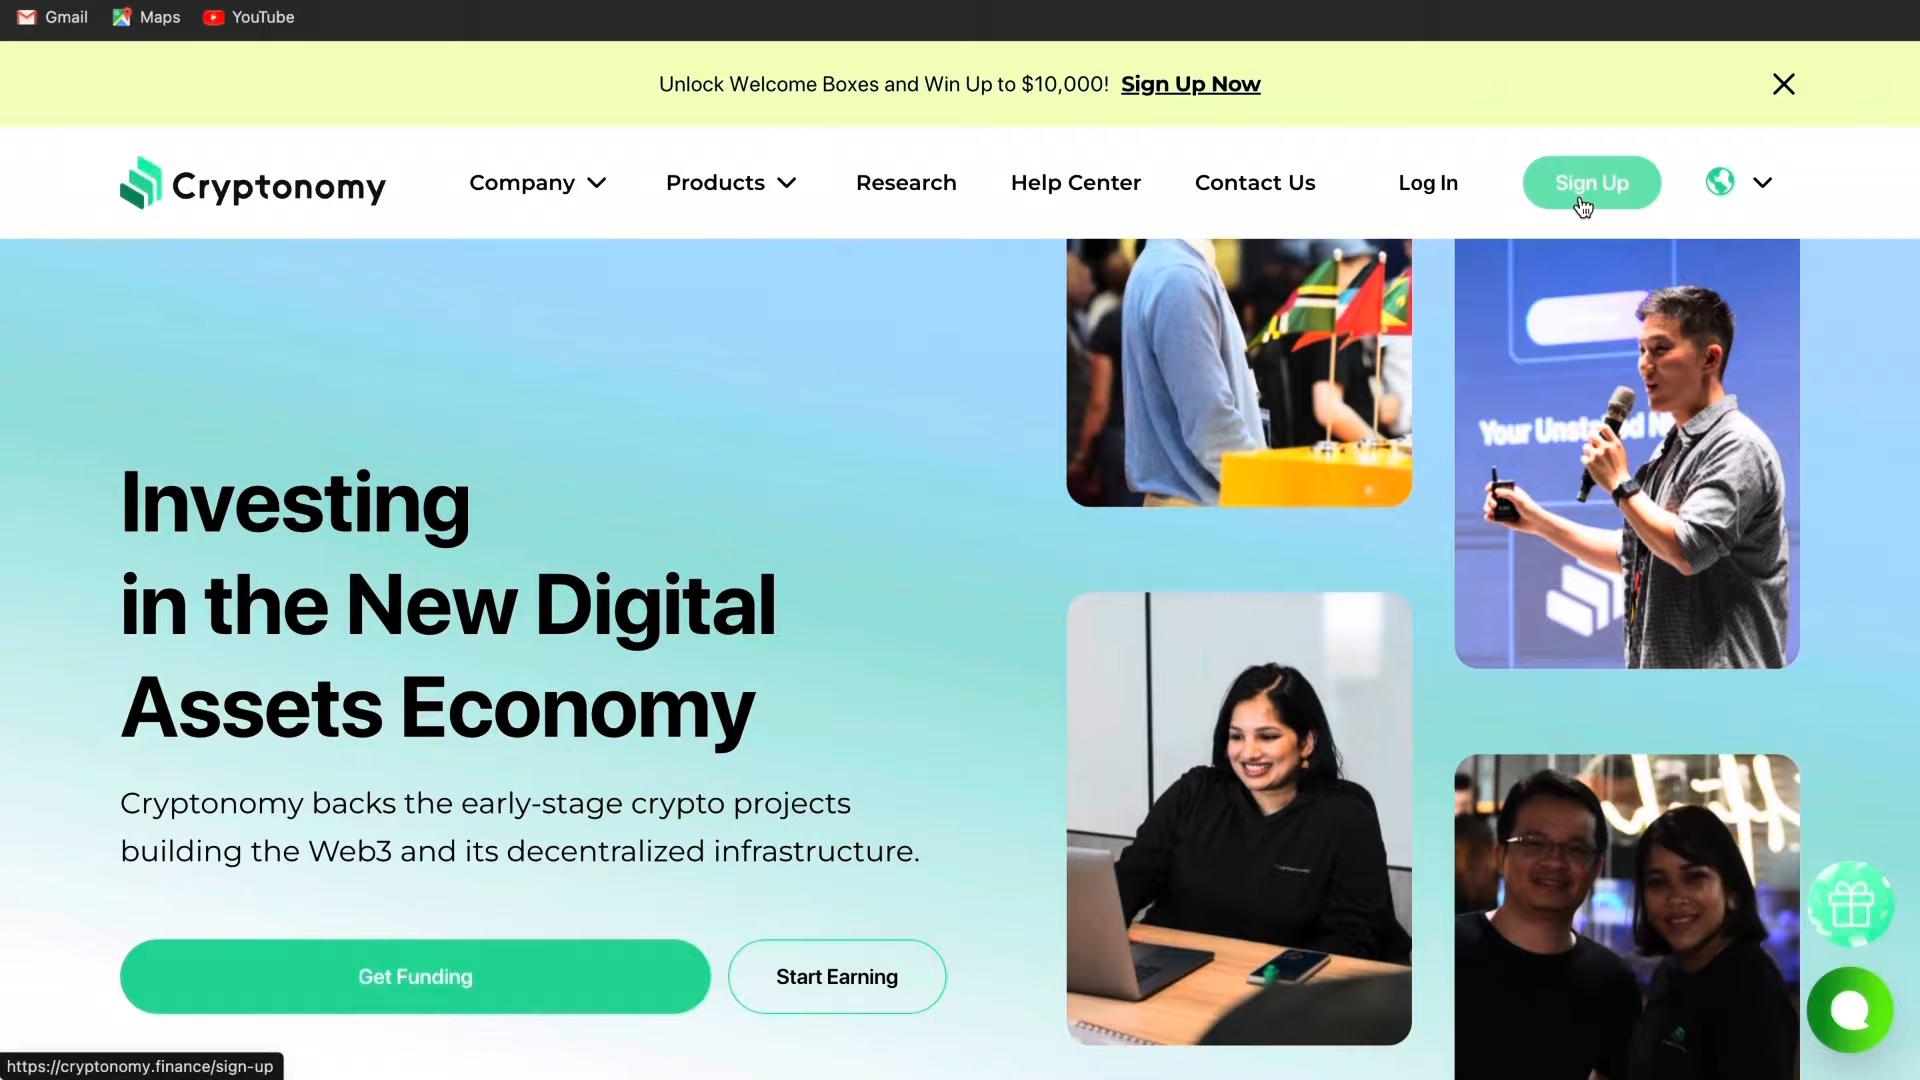 Gmail Maps YouTube
Unlock Welcome Boxes and Win Up to $10,000! Sign Up Now
Cryptonomy Company Products Research Help Center Contact Us Log In Sign Up
Your Unst
Investing
in the New Digital
Assets Economy
Cryptonomy backs the early-stage crypto projects
building the Web3 and its decentralized infrastructure.
Get Funding Start Earning
https://cryptonomy.finance/sign-up